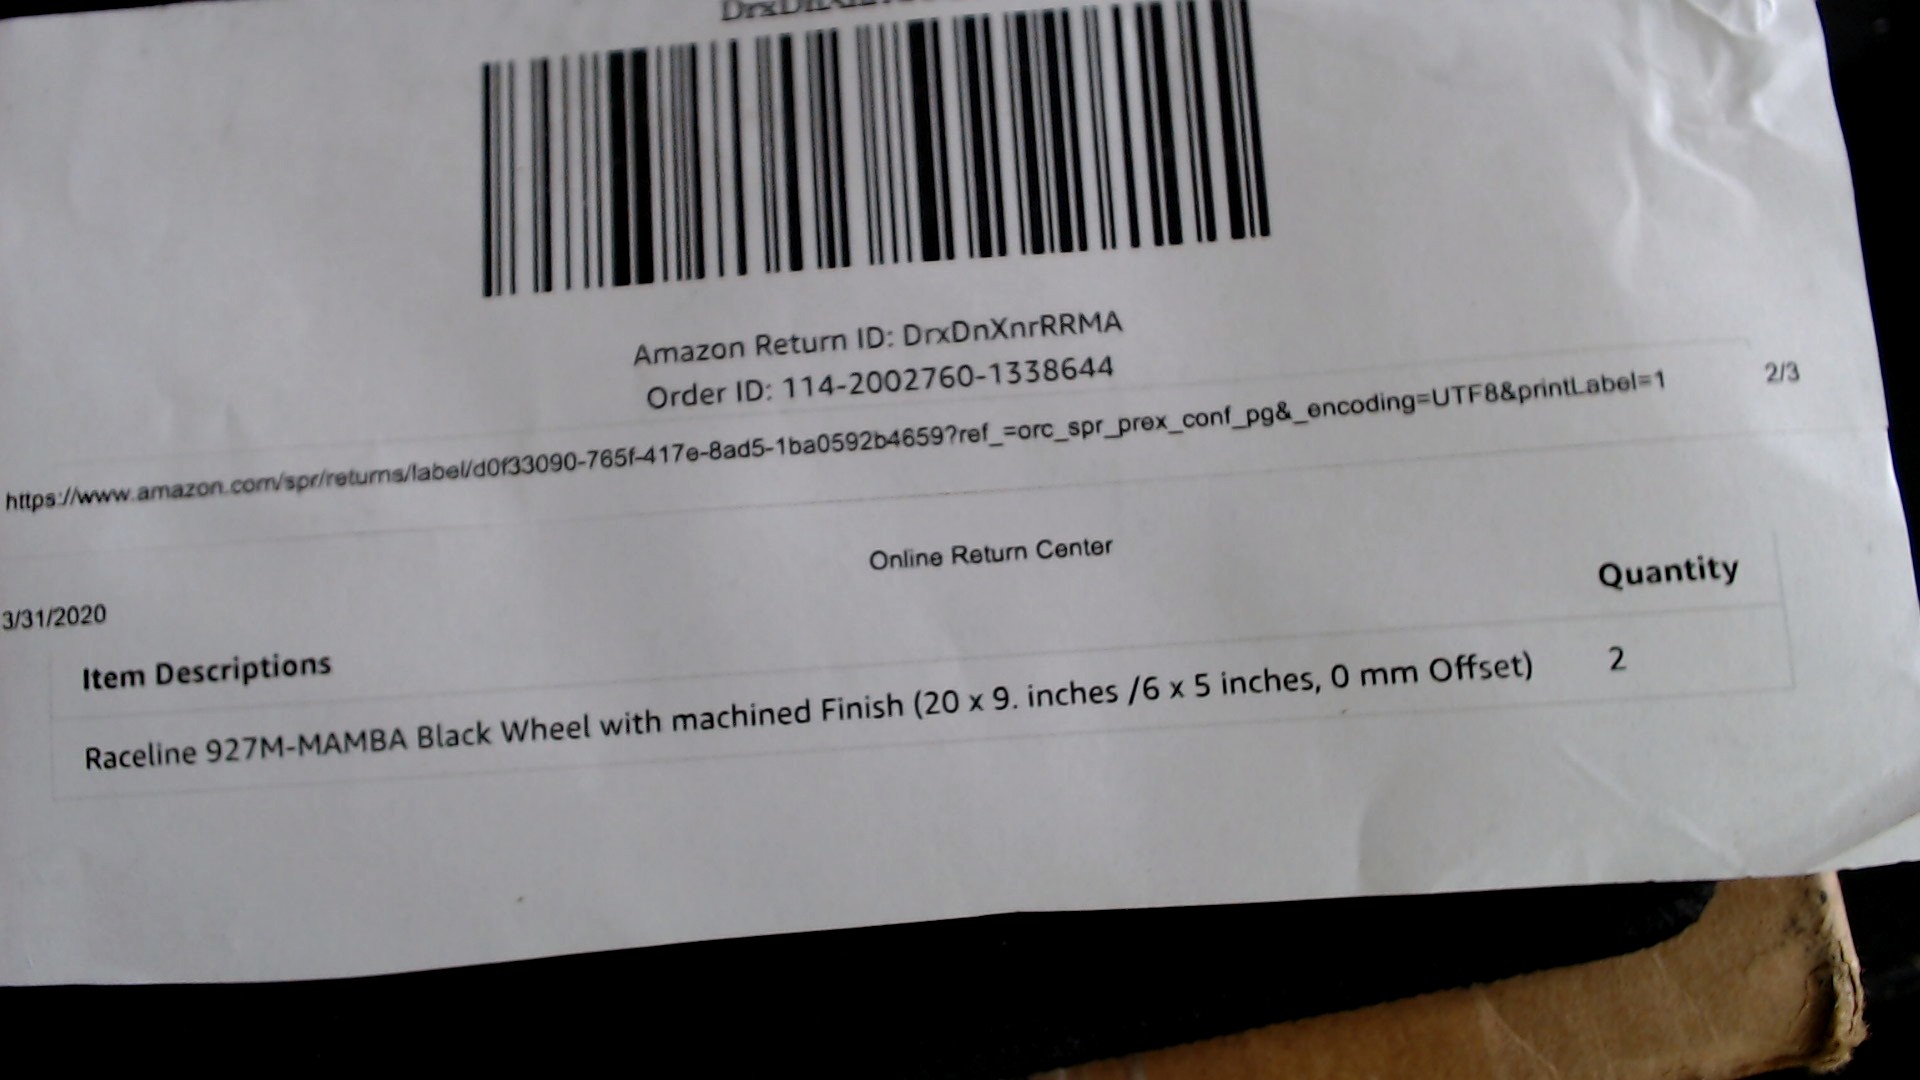 Amazon Return ID: DrxDnXnrRRMA
Order ID: 114-2002760-1338644
https://www.amazon.com/spr/returns/label/d0f33090-765f-417e-8ad5-1ba0592b4659?ref_=orc_spr_prex_conf_pg&_encoding=UTF8&printLabel=1 2/3
Online Return Center
3/31/2020
Item Descriptions Quantity
Raceline 927M-MAMBA Black Wheel with machined Finish (20 x 9. inches /6 x 5 inches, 0 mm Offset) 2